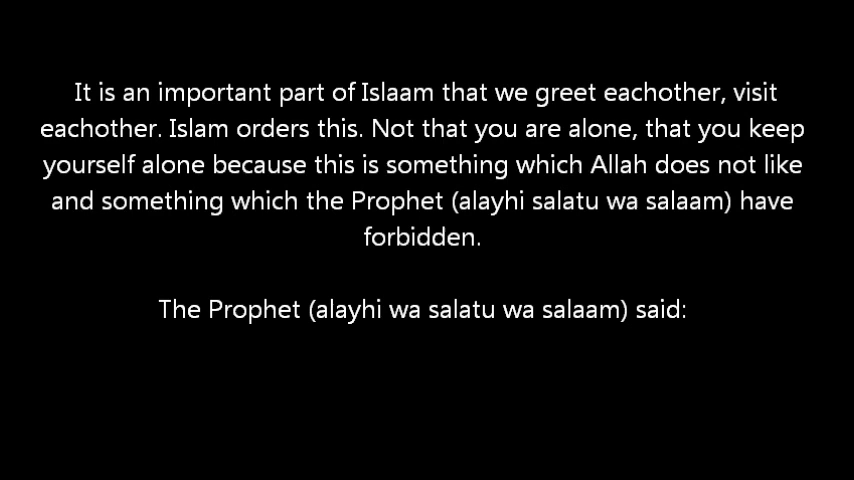 It is an important part of Islaam that we greet eachother, visit
eachother. Islam orders this. Not that you are alone, that you keep
yourself alone because this is something which Allah does not like
and something which the Prophet (alayhi salatu wa salaam) have
forbidden.
The Prophet (alayhi wa salatu wa salaam) said: